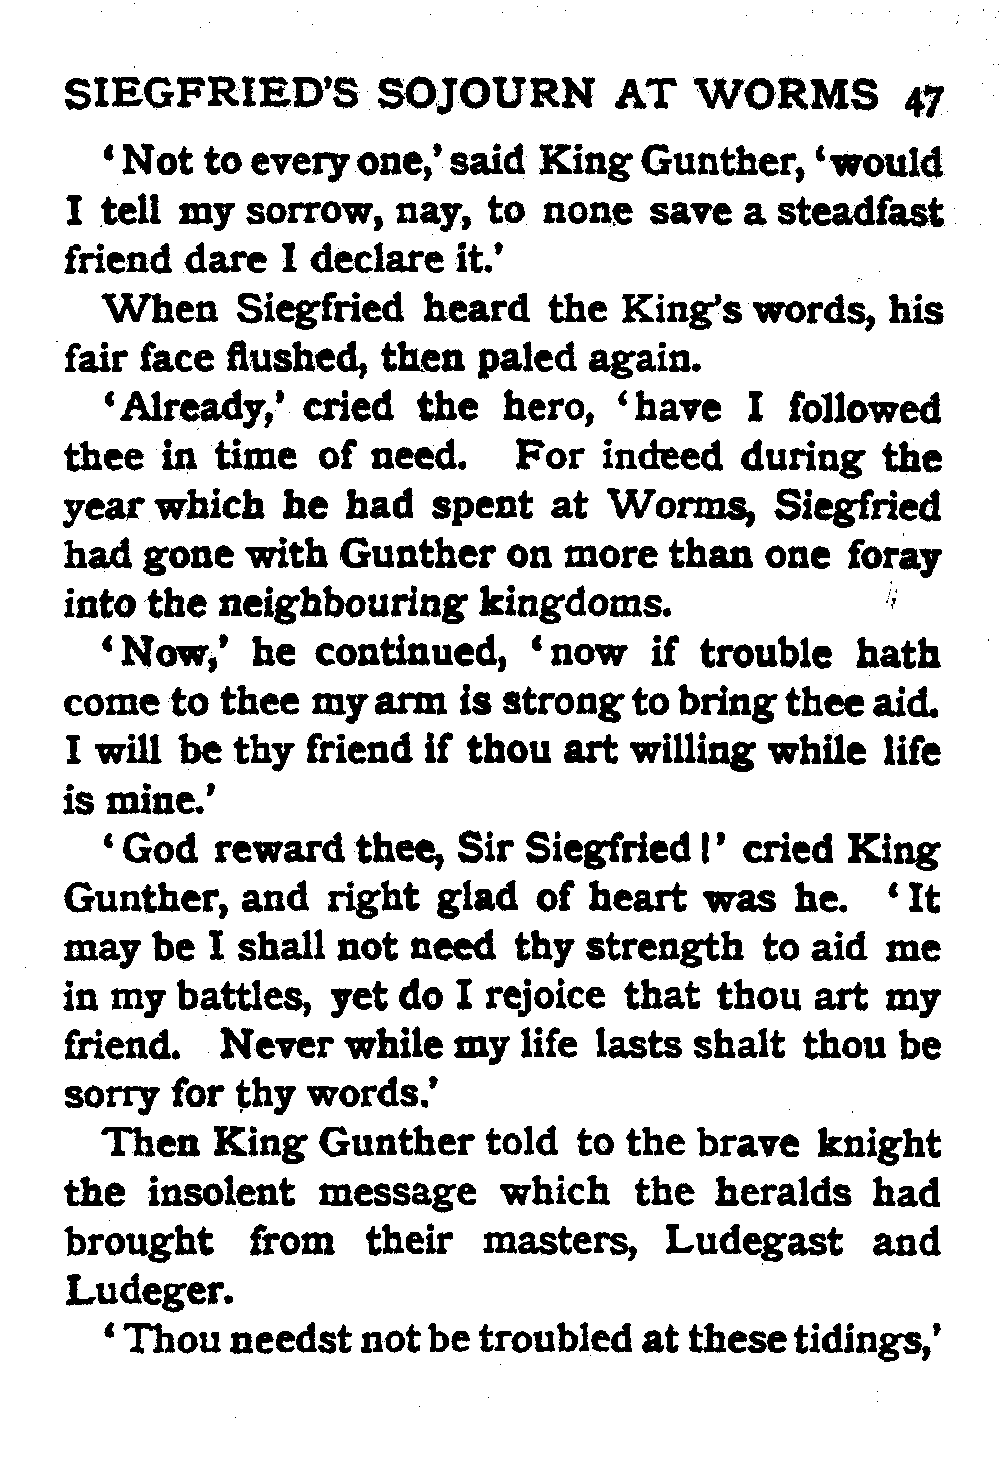 SIEGFRIED'S SOJOURN AT WORMS 47
‘Not to every one,’ said King Gunther, ‘would
I tell my sorrow, nay, to none save a steadfast
friend dare I declare it.’
When Siegfried heard the King's words, his
fair face flushed, then paled again.
‘Already,’ cried the hero, ‘have I followed
thee in time of need. For indeed during the
year which he had spent at Worms, Siegfried
had gone with Gunther on more than one foray
into the neighbouring kingdoms.
‘Now,’ he continued, ‘now if trouble hath
come to thee my arm is strong to bring thee aid.
I will be thy friend if thou art willing while life
is mine.’
‘God reward thee, Sir Siegfried!’ cried King
Gunther, and right glad of heart was he. ‘It
may be I shall not need thy strength to aid me
in my battles, yet do I rejoice that thou art my
friend. Never while my life lasts shalt thou be
sorry for thy words.’
Then King Gunther told to the brave knight
the insolent message which the heralds had
brought from their masters, Ludegast and
Ludeger.
‘Thou needst not be troubled at these tidings,’